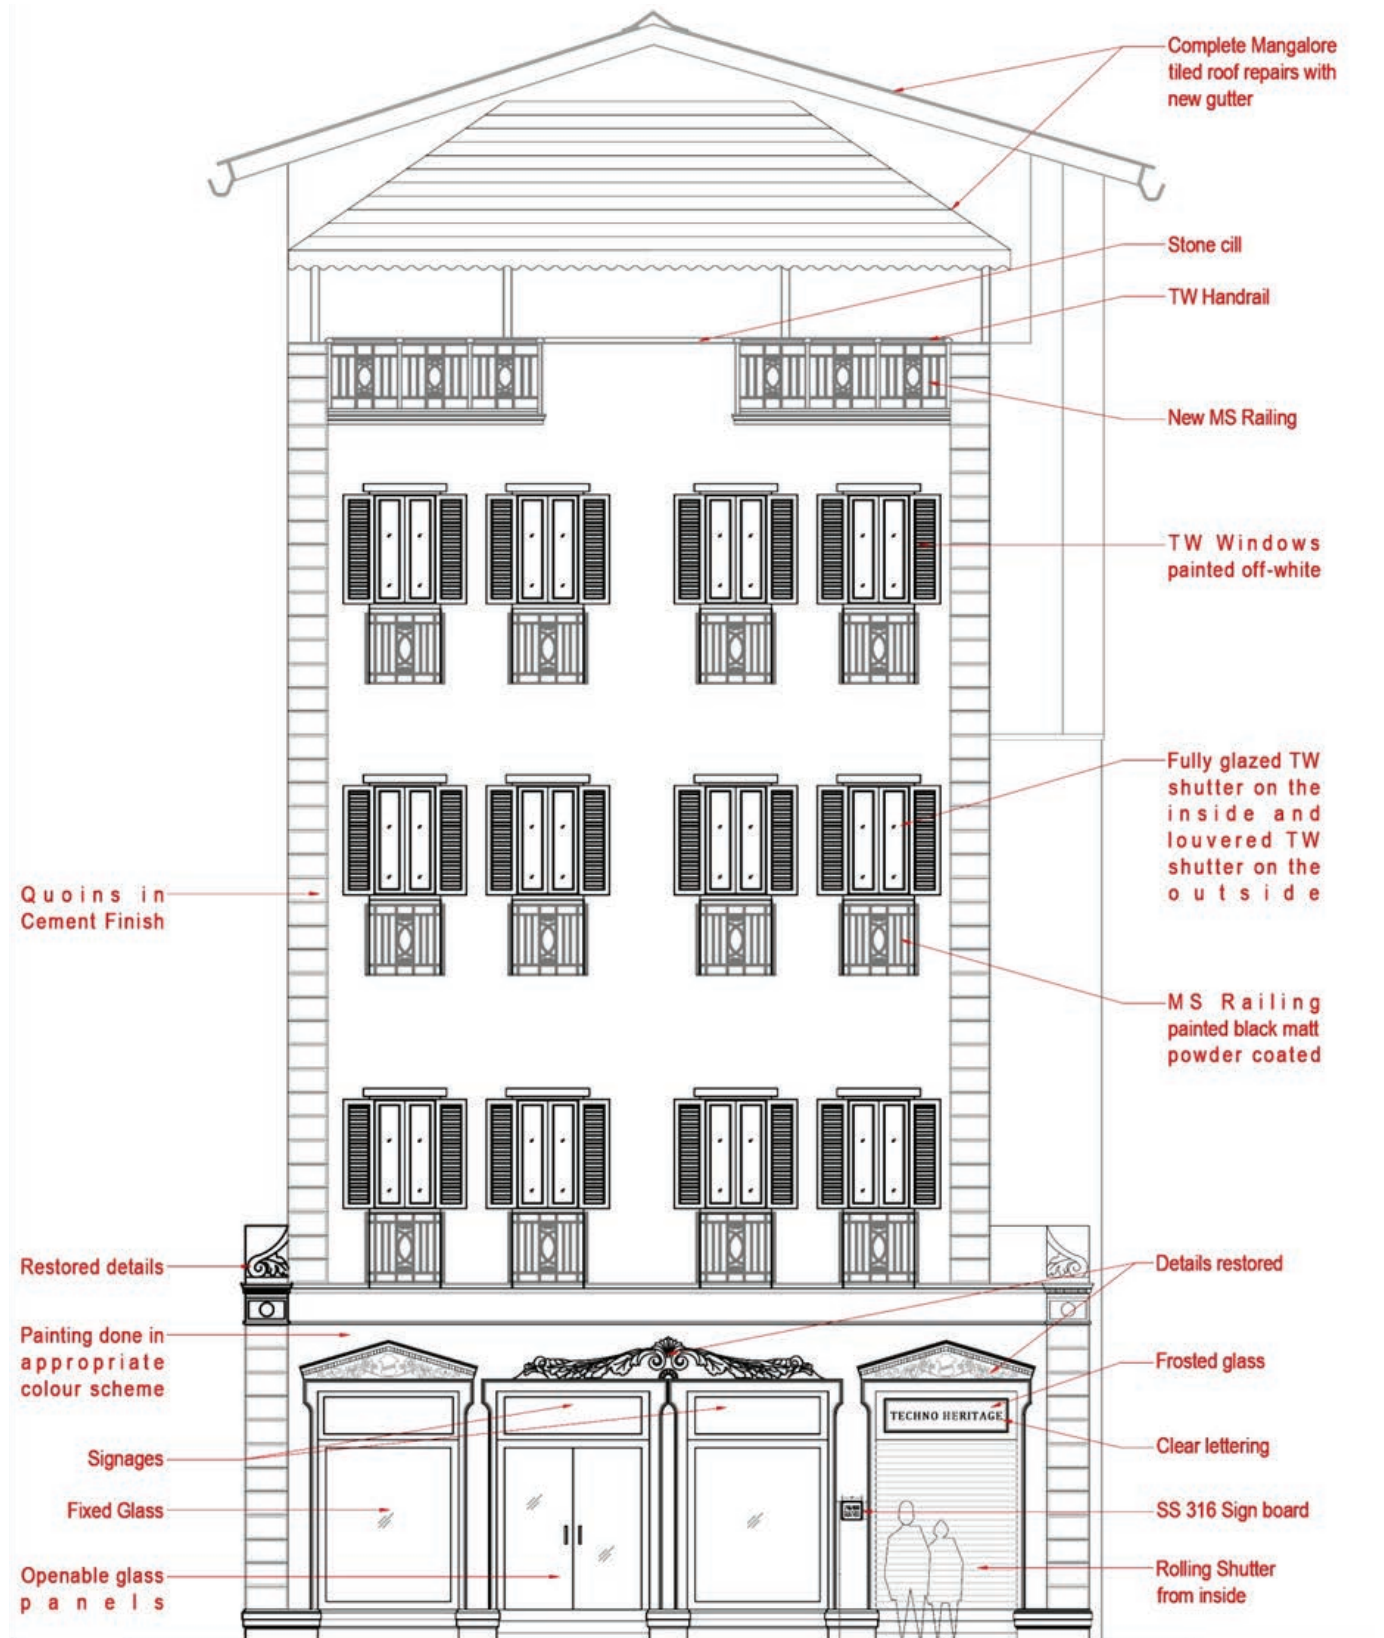 Complete Mangalore
tiled roof repairs with
new gutter
Stone cill
TW Handrail
New MS Railing
TW Windows
painted off-white
Fully glazed TW
shutter on the
inside and
louvered TW
shutter on the
outside
Quoins in
Cement Finish
MS Railing
painted black matt
powder coated
Restored details
Details restored
Painting done in
appropriate
colour scheme
Frosted glass
TECHNO HERITAGE
Clear lettering
Signages
Fixed Glass
SS 316 Sign board
Openable glass
panels
Rolling Shutter
from inside